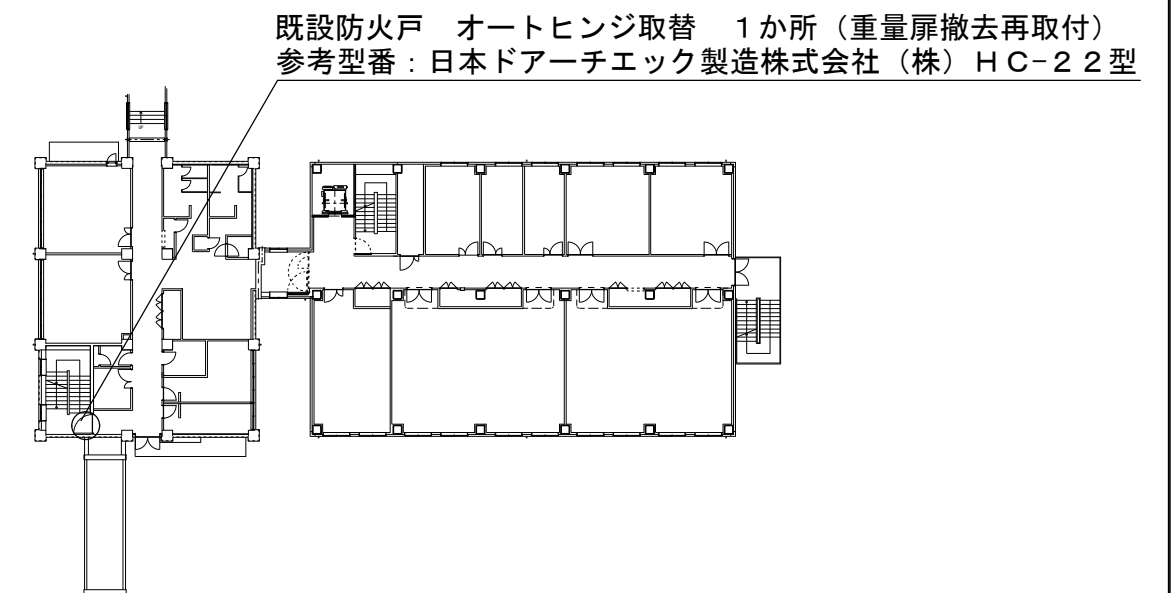 既設防火戸　オートヒンジ取替　１か所（重量扉撤去再取付）
参考型番：日本ドアーチエック製造株式会社（株）ＨＣ−２２型